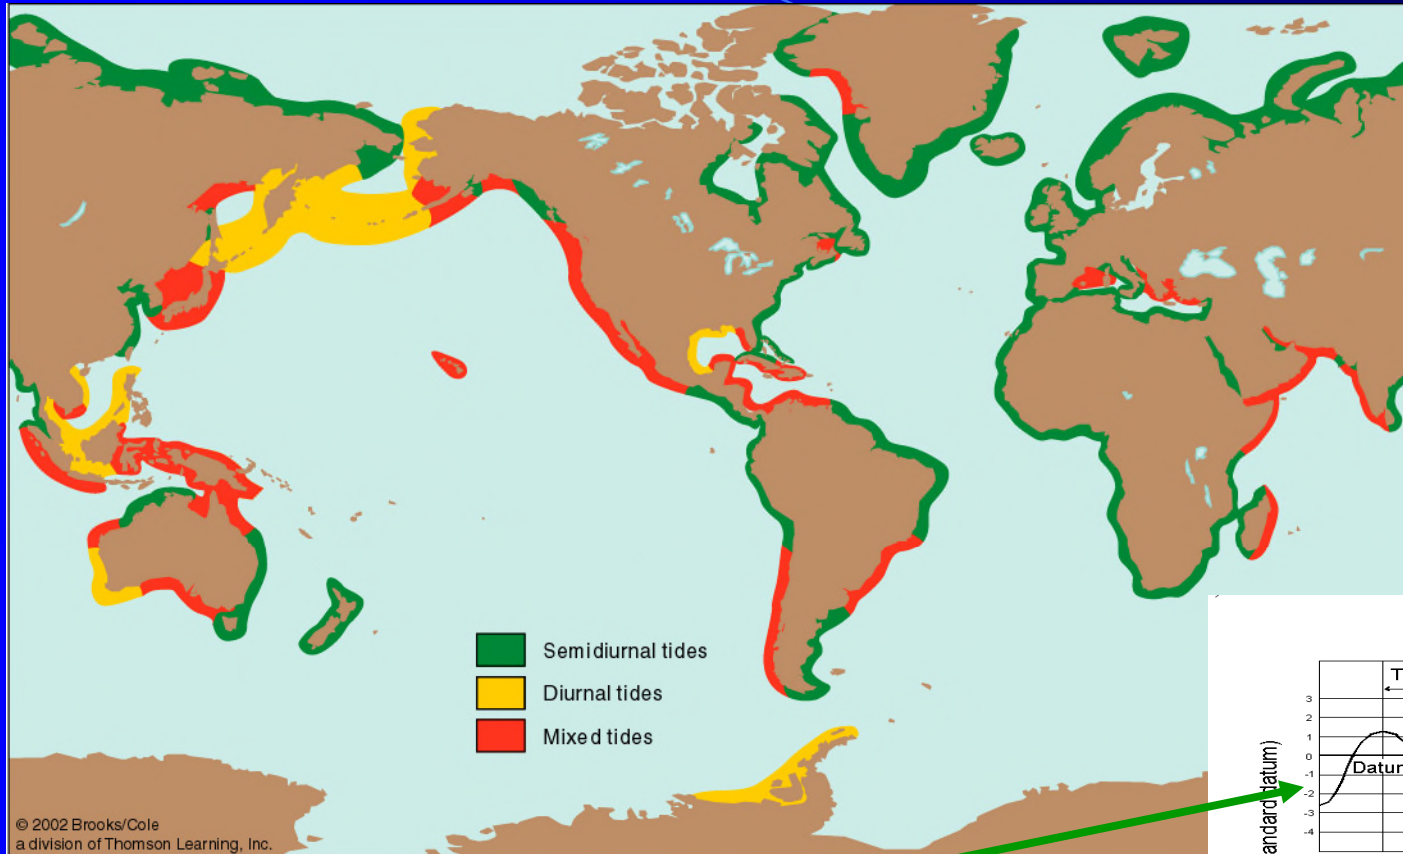 Semidiurnal tides
Diurnal tides
Mixed tides
© 2002 Brooks/Cole
a division of Thomson Learning, Inc.
T
3
2
1
0
-1
-2
-3
-4
Datur
andard datum)